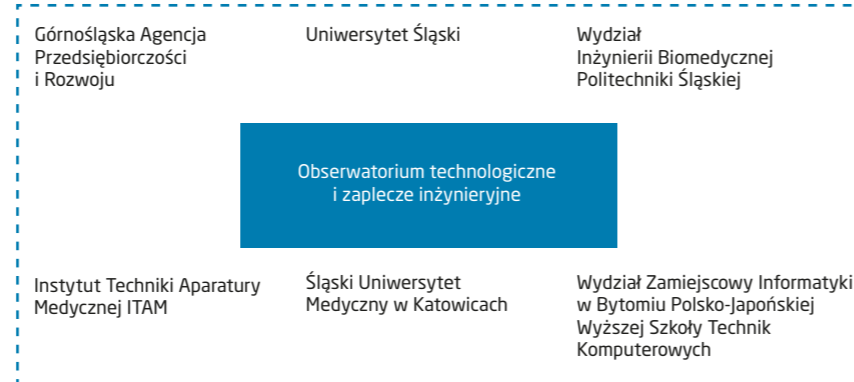 Górnośląska Agencja
Przedsiębiorczości
i Rozwoju
Uniwersytet Śląski
Wydział
Inżynierii Biomedycznej
Politechniki Śląskiej
Obserwatorium technologiczne
i zaplecze inżynieryjne
Instytut Techniki Aparatury
Medycznej ITAM
Śląski Uniwersytet
Medyczny w Katowicach
Wydział Zamiejscowy Informatyki
w Bytomiu Polsko-Japońskiej
Wyższej Szkoły Technik
Komputerowych